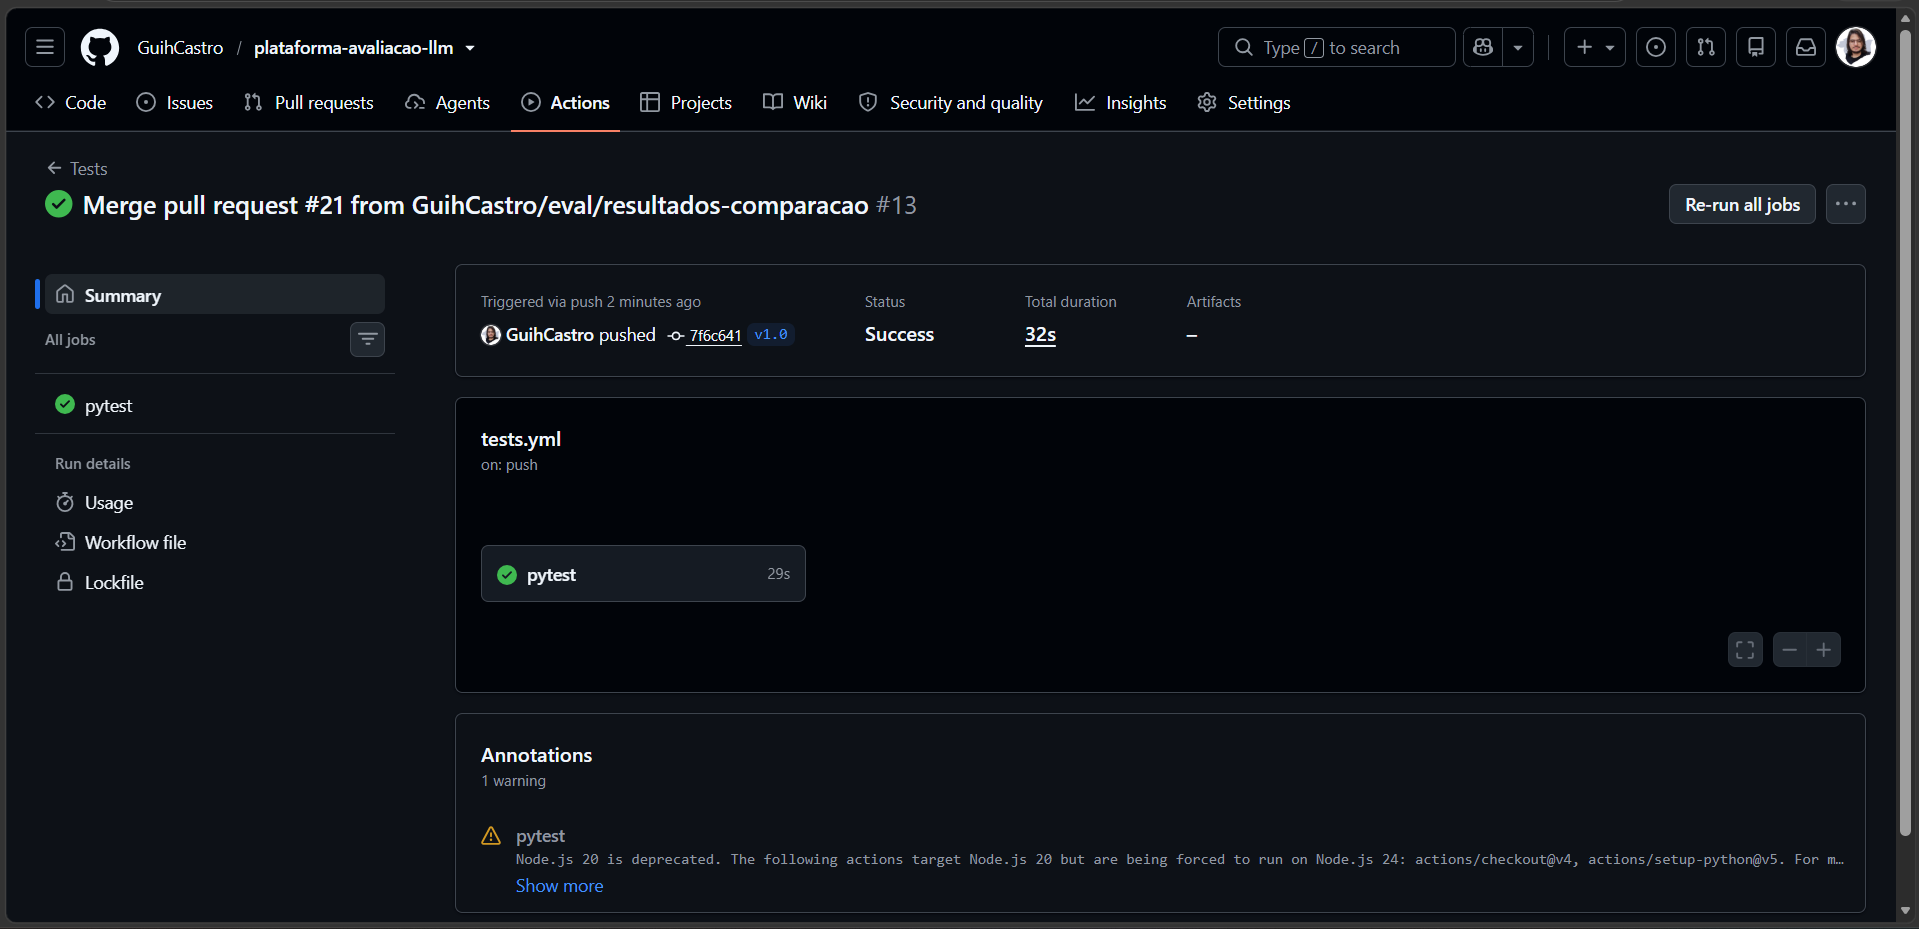 GuihCastro / plataforma-avaliacao-llm
Type / to search
Code Issues Pull requests Agents Actions Projects Wiki Security and quality Insights Settings
Tests
Merge pull request #21 from GuihCastro/eval/resultados-comparacao #13
Re-run all jobs
Summary
All jobs
pytest
Run details
Usage
Workflow file
Lockfile
Triggered via push 2 minutes ago
GuihCastro pushed 7f6c641 v1.0
Status
Success
Total duration
32s
Artifacts
–
tests.yml
on: push
pytest 29s
Annotations
1 warning
pytest
Node.js 20 is deprecated. The following actions target Node.js 20 but are being forced to run on Node.js 24: actions/checkout@v4, actions/setup-python@v5. For m…
Show more